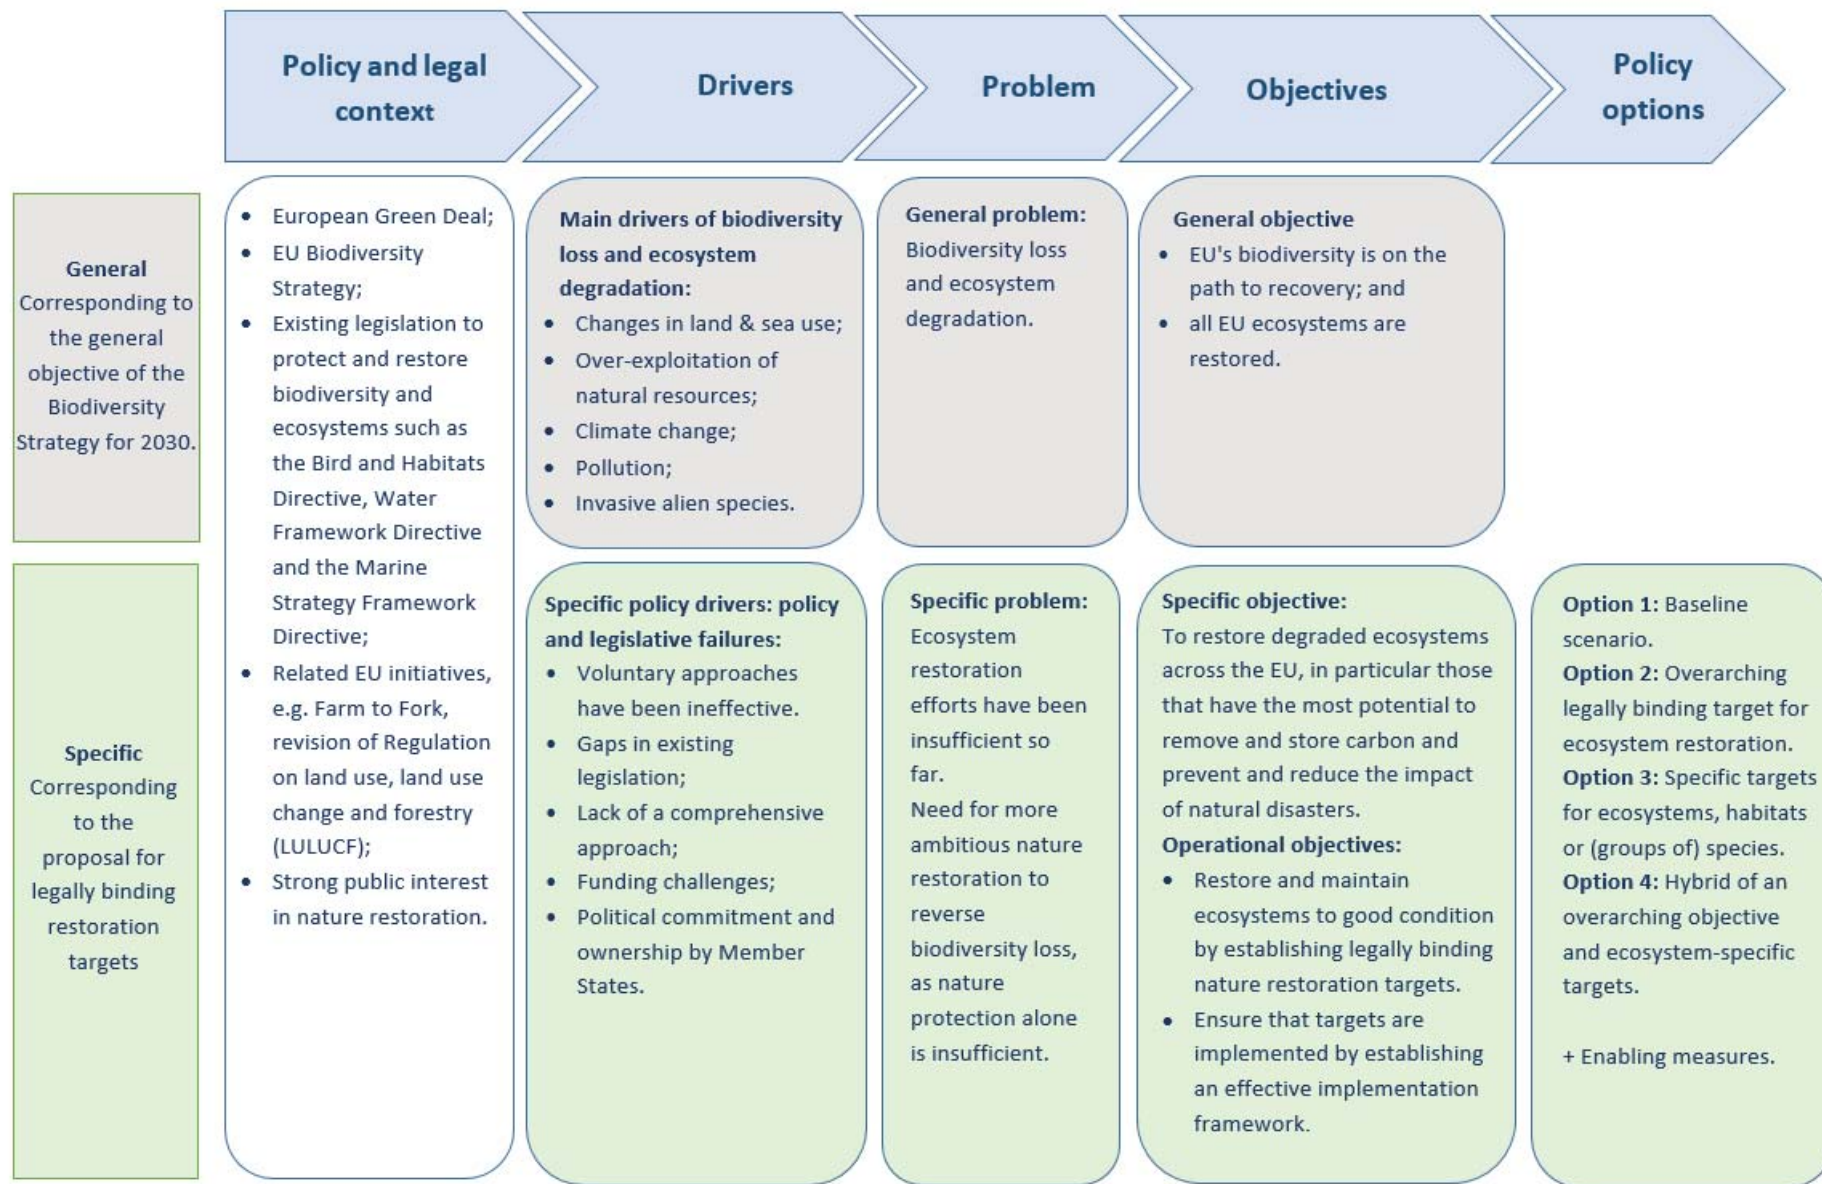 Policy and legal
context
Drivers
Problem
Objectives
Policy
options
General
Corresponding to
the general
objective of the
Biodiversity
Strategy for 2030.
• European Green Deal;
• EU Biodiversity
Strategy;
• Existing legislation to
protect and restore
biodiversity and
ecosystems such as
the Bird and Habitats
Directive, Water
Framework Directive
and the Marine
Strategy Framework
Directive;
• Related EU initiatives,
e.g. Farm to Fork,
revision of Regulation
on land use, land use
change and forestry
(LULUCF);
• Strong public interest
in nature restoration.
Main drivers of biodiversity
loss and ecosystem
degradation:
• Changes in land & sea use;
• Over-exploitation of
natural resources;
• Climate change;
• Pollution;
• Invasive alien species.
General problem:
Biodiversity loss
and ecosystem
degradation.
General objective
• EU's biodiversity is on the
path to recovery; and
• all EU ecosystems are
restored.
Specific
Corresponding
to the
proposal for
legally binding
restoration
targets
Specific policy drivers: policy
and legislative failures:
• Voluntary approaches
have been ineffective.
• Gaps in existing
legislation;
• Lack of a comprehensive
approach;
• Funding challenges;
• Political commitment and
ownership by Member
States.
Specific problem:
Ecosystem
restoration
efforts have been
insufficient so
far.
Need for more
ambitious nature
restoration to
reverse
biodiversity loss,
as nature
protection alone
is insufficient.
Specific objective:
To restore degraded ecosystems
across the EU, in particular those
that have the most potential to
remove and store carbon and
prevent and reduce the impact
of natural disasters.
Operational objectives:
• Restore and maintain
ecosystems to good condition
by establishing legally binding
nature restoration targets.
• Ensure that targets are
implemented by establishing
an effective implementation
framework.
Option 1: Baseline
scenario.
Option 2: Overarching
legally binding target for
ecosystem restoration.
Option 3: Specific targets
for ecosystems, habitats
or (groups of) species.
Option 4: Hybrid of an
overarching objective
and ecosystem-specific
targets.
+ Enabling measures.